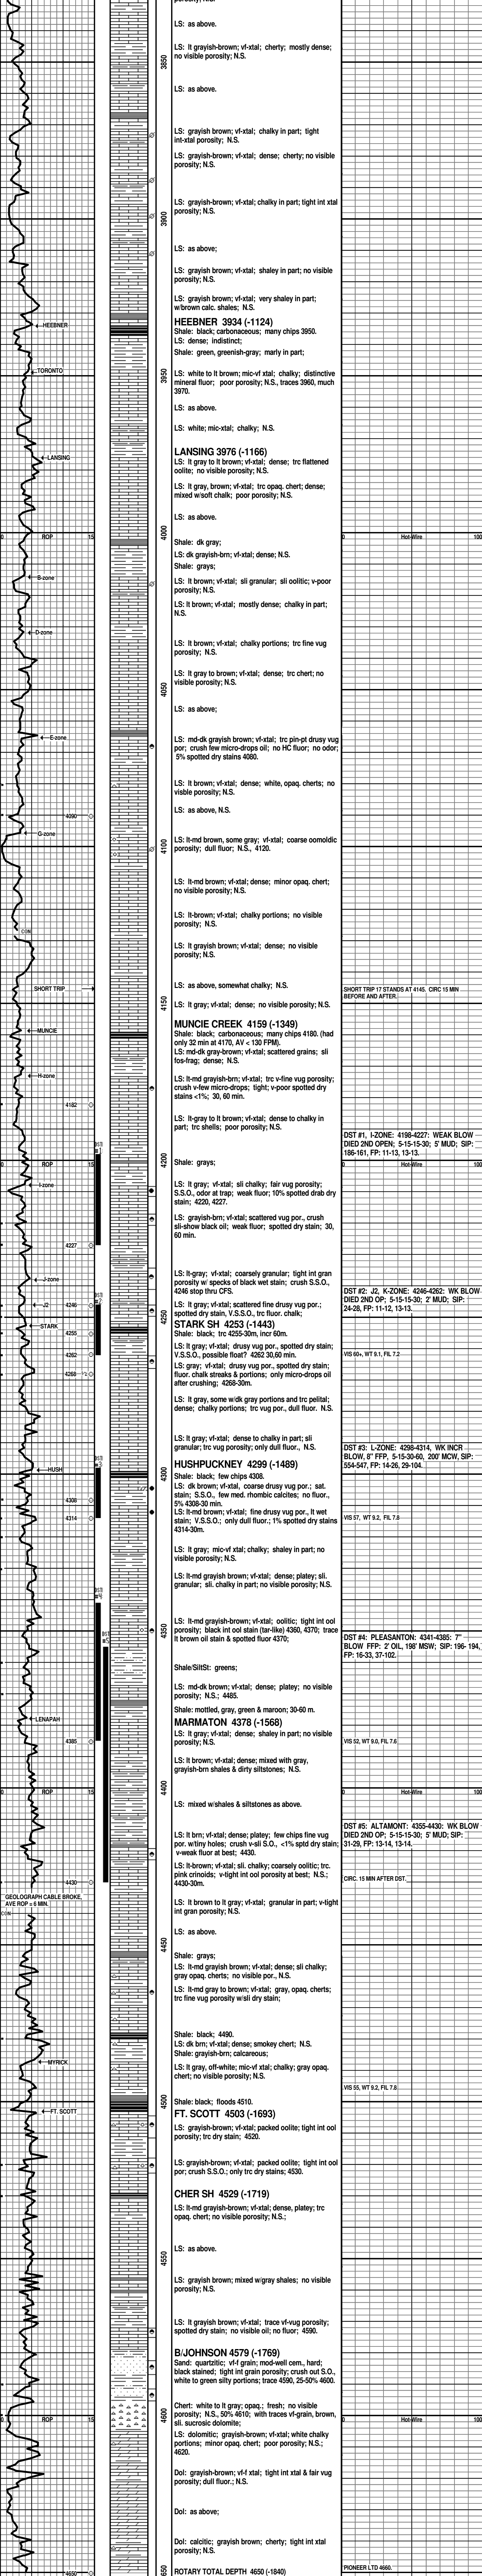 porosity; N.S.
LS: as above.
LS: lt grayish-brown; vf-xtal; cherty; mostly dense;
no visible porosity; N.S.
3850
LS: as above.
LS: grayish brown; vf-xtal; chalky in part; tight
int-xtal porosity; N.S.
LS: grayish-brown; vf-xtal; dense; cherty; no visible
porosity; N.S.
LS: grayish-brown; vf-xtal; chalky in part; tight int xtal
porosity; N.S.
3900
LS: as above;
LS: grayish brown; vf-xtal; shaley in part; no visible
porosity; N.S.
LS: grayish brown; vf-xtal; very shaley in part;
w/brown calc. shales; N.S.
HEEBNER 3934 (-1124)
HEEBNER
Shale: black; carbonaceous; many chips 3950.
LS: dense; indistinct;
Shale: green, greenish-gray; marly in part;
TORONTO
3950
LS: white to lt brown; mic-vf xtal; chalky; distinctive
mineral fluor; poor porosity; N.S., traces 3960, much
3970.
LS: as above.
LS: white; mic-xtal; chalky; N.S.
LANSING 3976 (-1166)
LANSING
LS: lt gray to lt brown; vf-xtal; dense; trc flattened
oolite; no visible porosity; N.S.
LS: lt gray, brown; vf-xtal; trc opaq. chert; dense;
mixed w/soft chalk; poor porosity; N.S.
LS: as above.
4000
0 ROP 15
0 Hot-Wire 100
Shale: dk gray;
LS: dk grayish-brn; vf-xtal; dense; N.S.
Shale: grays;
B-zone
LS: lt brown; vf-xtal; sli granular; sli oolitic; v-poor
porosity; N.S.
LS: lt brown; vf-xtal; mostly dense; chalky in part;
N.S.
D-zone
LS: lt brown; vf-xtal; chalky portions; trc fine vug
porosity; N.S.
LS: lt gray to brown; vf-xtal; dense; trc chert; no
visible porosity; N.S.
4050
LS: as above;
E-zone
LS: md-dk grayish brown; vf-xtal; trc pin-pt drusy vug
por; crush few micro-drops oil; no HC fluor; no odor;
5% spotted dry stains 4080.
LS: lt brown; vf-xtal; dense; white, opaq. cherts; no
visble porosity; N.S.
4090
LS: as above, N.S.
G-zone
LS: lt-md brown, some gray; vf-xtal; coarse oomoldic
porosity; dull fluor; N.S., 4120.
4100
LS: lt-md brown; vf-xtal; dense; minor opaq. chert;
no visible porosity; N.S.
LS: lt-brown; vf-xtal; chalky portions; no visible
porosity; N.S.
CON
LS: lt grayish brown; vf-xtal; dense; no visible
porosity; N.S.
SHORT TRIP
LS: as above, somewhat chalky; N.S.
SHORT TRIP 17 STANDS AT 4145. CIRC 15 MIN
BEFORE AND AFTER.
4150
LS: lt gray; vf-xtal; dense; no visible porosity; N.S.
MUNCIE CREEK 4159 (-1349)
MUNCIE
Shale: black; carbonaceous; many chips 4180. (had
only 32 min at 4170, AV < 130 FPM).
LS: md-dk gray-brown; vf-xtal; scattered grains; sli
fos-frag; dense; N.S.
H-zone
LS: lt-md grayish-brn; vf-xtal; trc v-fine vug porosity;
crush v-few micro-drops; tight; v-poor spotted dry
stains <1%; 30, 60 min.
4182
LS: lt-gray to lt brown; vf-xtal; dense to chalky in
part; trc shells; poor porosity; N.S.
DST #1, I-ZONE: 4198-4227: WEAK BLOW
DIED 2ND OPEN; 5-15-15-30; 5' MUD; SIP:
186-161, FP: 11-13, 13-13.
DST #1
4200
Shale: grays;
0 ROP 15
0 Hot-Wire 100
I-zone
LS: lt gray; vf-xtal; sli chalky; fair vug porosity;
S.S.O., odor at trap; weak fluor; 10% spotted drab dry
stain; 4220, 4227.
LS: grayish-brn; vf-xtal; scattered vug por., crush
sli-show black oil; weak fluor; spotted dry stain; 30,
60 min.
4227
J-zone
LS: lt-gray; vf-xtal; coarsely granular; tight int gran
porosity w/ specks of black wet stain; crush S.S.O.,
4246 stop thru CFS.
DST #2: J2, K-ZONE: 4246-4262: WK BLOW
DIED 2ND OP; 5-15-15-30; 2' MUD; SIP:
24-28, FP: 11-12, 13-13.
J2 4246
4250
LS: lt gray; vf-xtal; scattered fine drusy vug por.;
spotted dry stain, V.S.S.O., trc fluor. chalk;
STARK SH 4253 (-1443)
STARK
4255
Shale: black; trc 4255-30m, incr 60m.
LS: lt gray; vf-xtal; drusy vug por., spotted dry stain;
V.S.S.O., possible float? 4262 30,60 min.
4262
VIS 60+, WT 9.1, FIL 7.2
LS: gray; vf-xtal; drusy vug por., spotted dry stain;
fluor. chalk streaks & portions; only micro-drops oil
after crushing; 4268-30m.
4268
LS: lt gray, some w/dk gray portions and trc pelital;
dense; chalky portions; trc vug por., dull fluor. N.S.
LS: lt gray; vf-xtal; dense to chalky in part; sli
granular; trc vug porosity; only dull fluor., N.S.
DST #3: L-ZONE: 4298-4314, WK INCR
BLOW, 8" FFP, 5-15-30-60, 200' MCW, SIP:
554-547, FP: 14-26, 29-104.
HUSHPUCKNEY 4299 (-1489)
HUSH
4300
Shale: black; few chips 4308.
LS: dk brown; vf-xtal; coarse drusy vug por.; sat.
stain; S.S.O., few med. rhombic calcites; no fluor.,
5% 4308-30 min.
4308
LS: lt-md brown; vf-xtal; fine drusy vug por., lt wet
stain; V.S.S.O.; only dull fluor.; 1% spotted dry stains
4314-30m.
4314
VIS 57, WT 9.2, FIL 7.8
LS: lt gray; mic-vf xtal; chalky; shaley in part; no
visible porosity; N.S.
LS: lt-md grayish-brown; vf-xtal; dense; platey; sli.
granular; sli. chalky in part; no visible porosity; N.S.
LS: lt-md grayish-brown; vf-xtal; oolitic; tight int ool
porosity; black int ool stain (tar-like) 4360, 4370; trace
lt brown oil stain & spotted fluor 4370;
4350
DST #4: PLEASANTON: 4341-4385: 7"
BLOW FFP: 2' OIL, 198' MSW; SIP: 196- 194,
FP: 16-33, 37-102.
Shale/SiltSt: greens;
LS: md-dk brown; vf-xtal; dense; platey; no visible
porosity; N.S.; 4485.
Shale: mottled, gray, green & maroon; 30-60 m.
LENAPAH
MARMATON 4378 (-1568)
LS: lt gray; vf-xtal; dense; shaley in part; no visible
porosity; N.S.
4385
VIS 52, WT 9.0, FIL 7.6
LS: lt brown; vf-xtal; dense; mixed with gray,
grayish-brn shales & dirty siltstones; N.S.
4400
0 ROP 15
0 Hot-Wire 100
LS: mixed w/shales & siltstones as above.
DST #5: ALTAMONT: 4355-4430: WK BLOW
DIED 2ND OP; 5-15-15-30; 5' MUD; SIP:
31-29, FP: 13-14, 13-14.
LS: lt brn; vf-xtal; dense; platey; few chips fine vug
por. w/tiny holes; crush v-sli S.O., <1% sptd dry stain;
v-weak fluor at best; 4430.
LS: lt-brown; vf-xtal; sli. chalky; coarsely oolitic; trc.
pink crinoids; v-tight int ool porosity at best; N.S.;
4430-30m.
4430
CIRC. 15 MIN AFTER DST.
GEOLOGRAPH CABLE BROKE,
AVE ROP = 6 MIN.
LS: lt brown to lt gray; vf-xtal; granular in part; v-tight
int gran porosity; N.S.
CON
LS: as above.
4450
Shale: grays;
LS: lt-md grayish brown; vf-xtal; dense; sli chalky;
gray opaq. cherts; no visible por., N.S.
LS: lt-md gray to brown; vf-xtal; gray, opaq. cherts;
trc fine vug porosity w/sli dry stain;
Shale: black; 4490.
LS: dk brn; vf-xtal; dense; smokey chert; N.S.
Shale: grayish-brn; calcareous;
MYRICK
LS: lt gray, off-white; mic-vf xtal; chalky; gray opaq.
chert; no visible porosity; N.S.
VIS 55, WT 9.2, FIL 7.8
4500
Shale: black; floods 4510.
FT. SCOTT 4503 (-1693)
FT. SCOTT
LS: grayish-brown; vf-xtal; packed oolite; tight int ool
porosity; trc dry stain; 4520.
LS: grayish-brown; vf-xtal; packed oolite; tight int ool
por; crush S.S.O.; only trc dry stains; 4530.
CHER SH 4529 (-1719)
LS: lt-md grayish-brown; vf-xtal; dense, platey; trc
opaq. chert; no visible porosity; N.S.;
LS: as above.
4550
LS: grayish brown; mixed w/gray shales; no visible
porosity; N.S.
LS: lt grayish brown; vf-xtal; trace vf-vug porosity;
spotted dry stain; no visible oil; no fluor; 4590.
B/JOHNSON 4579 (-1769)
Sand: quartzitic; vf-f grain; mod-well cem., hard;
black stained; tight int grain porosity; crush out S.O.,
white to green silty portions; trace 4590, 25-50% 4600.
Chert: white to lt gray; opaq.; fresh; no visible
porosity; N.S., 50% 4610; with traces vf-grain, brown,
sli. sucrosic dolomite;
4600
0 ROP 15
0 Hot-Wire 100
LS: dolomitic; grayish-brown; vf-xtal; white chalky
portions; minor opaq. chert; poor porosity; N.S.;
4620.
Dol: grayish-brown; vf-f xtal; tight int xtal & fair vug
porosity; dull fluor.; N.S.
Dol: as above;
Dol: calcitic; grayish brown; cherty; tight int xtal
porosity; N.S.
4650
ROTARY TOTAL DEPTH 4650 (-1840)
PIONEER LTD 4660.